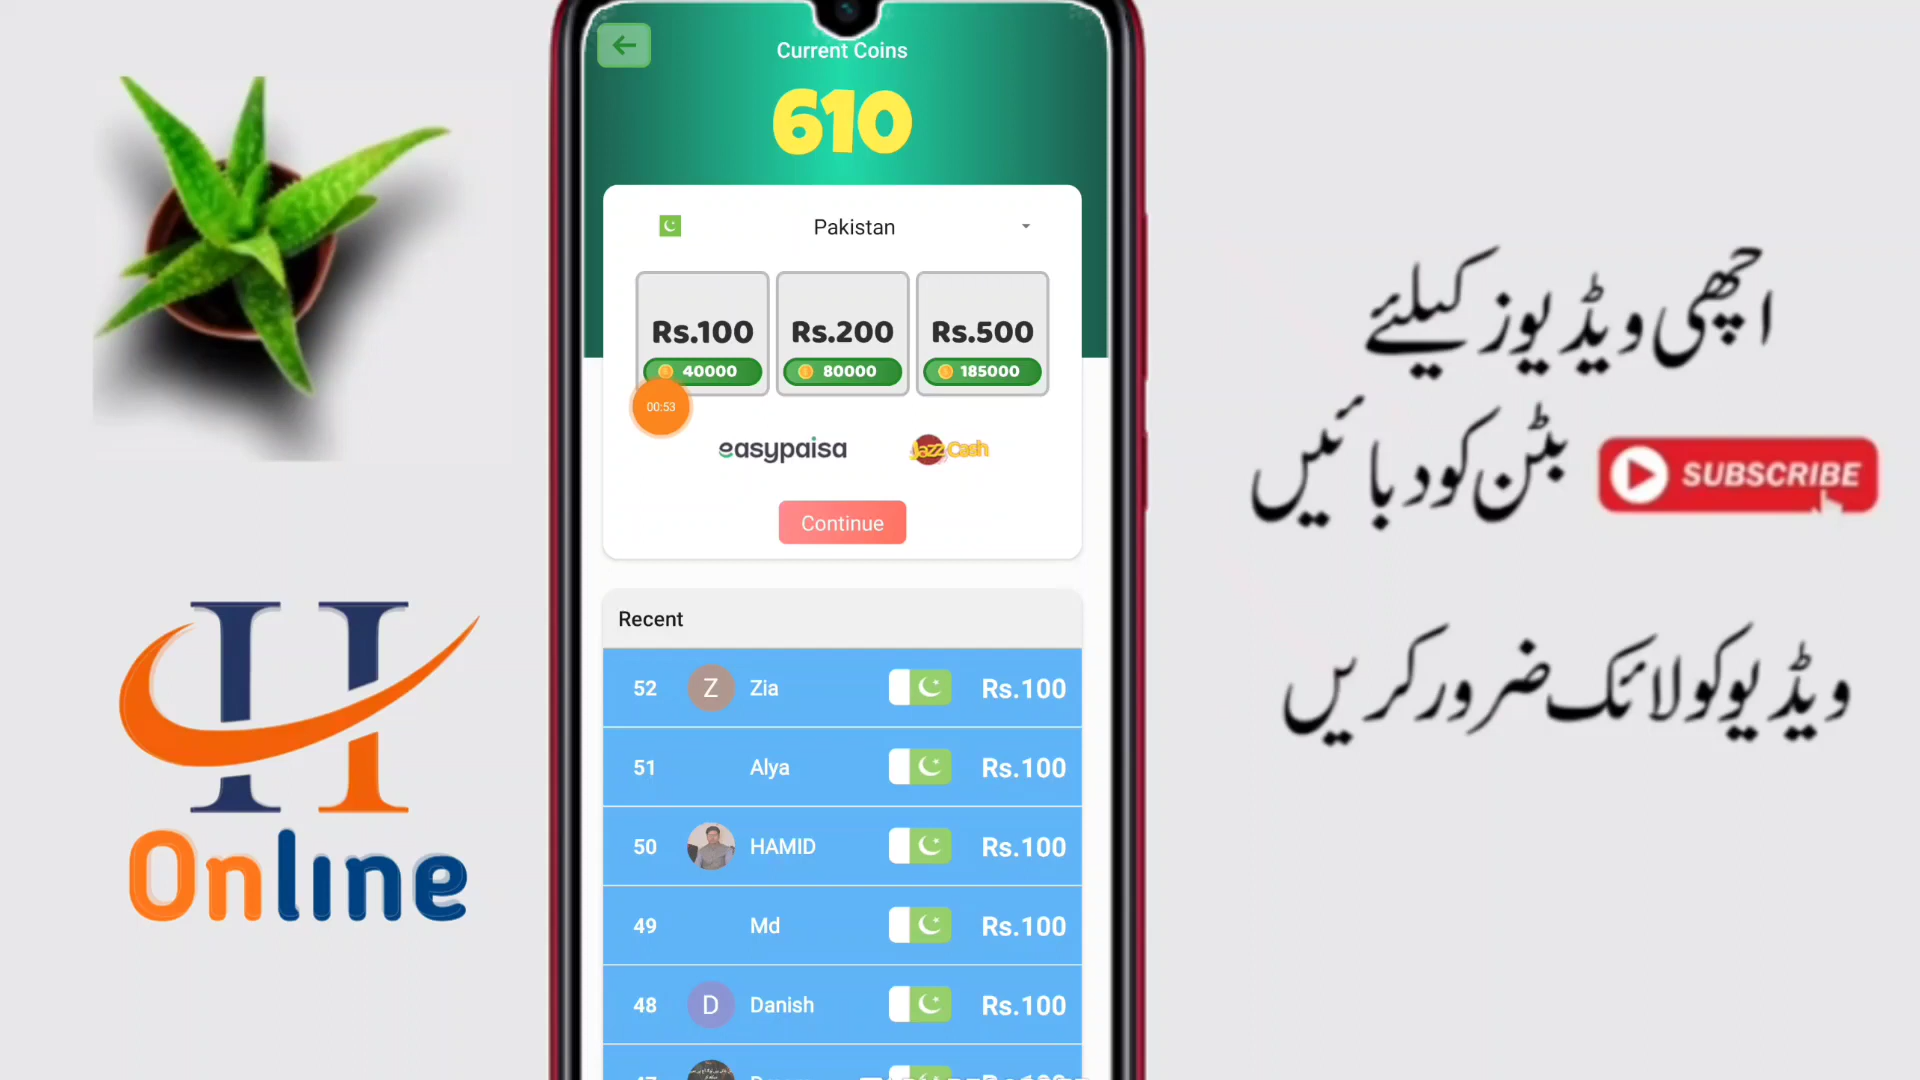 Current Coins
610
Pakistan
Rs.100
Rs.200
Rs.500
40000
80000
185000
00:53
easypaisa
JazzCash
Continue
Recent
52 Z Zia Rs.100
51 Alya Rs.100
50 HAMID Rs.100
49 Md Rs.100
48 D Danish Rs.100
H
Online
اچھی ویڈیوز کیلئے
بٹن کو دبائیں SUBSCRIBE
ویڈیو کو لائک ضرور کریں